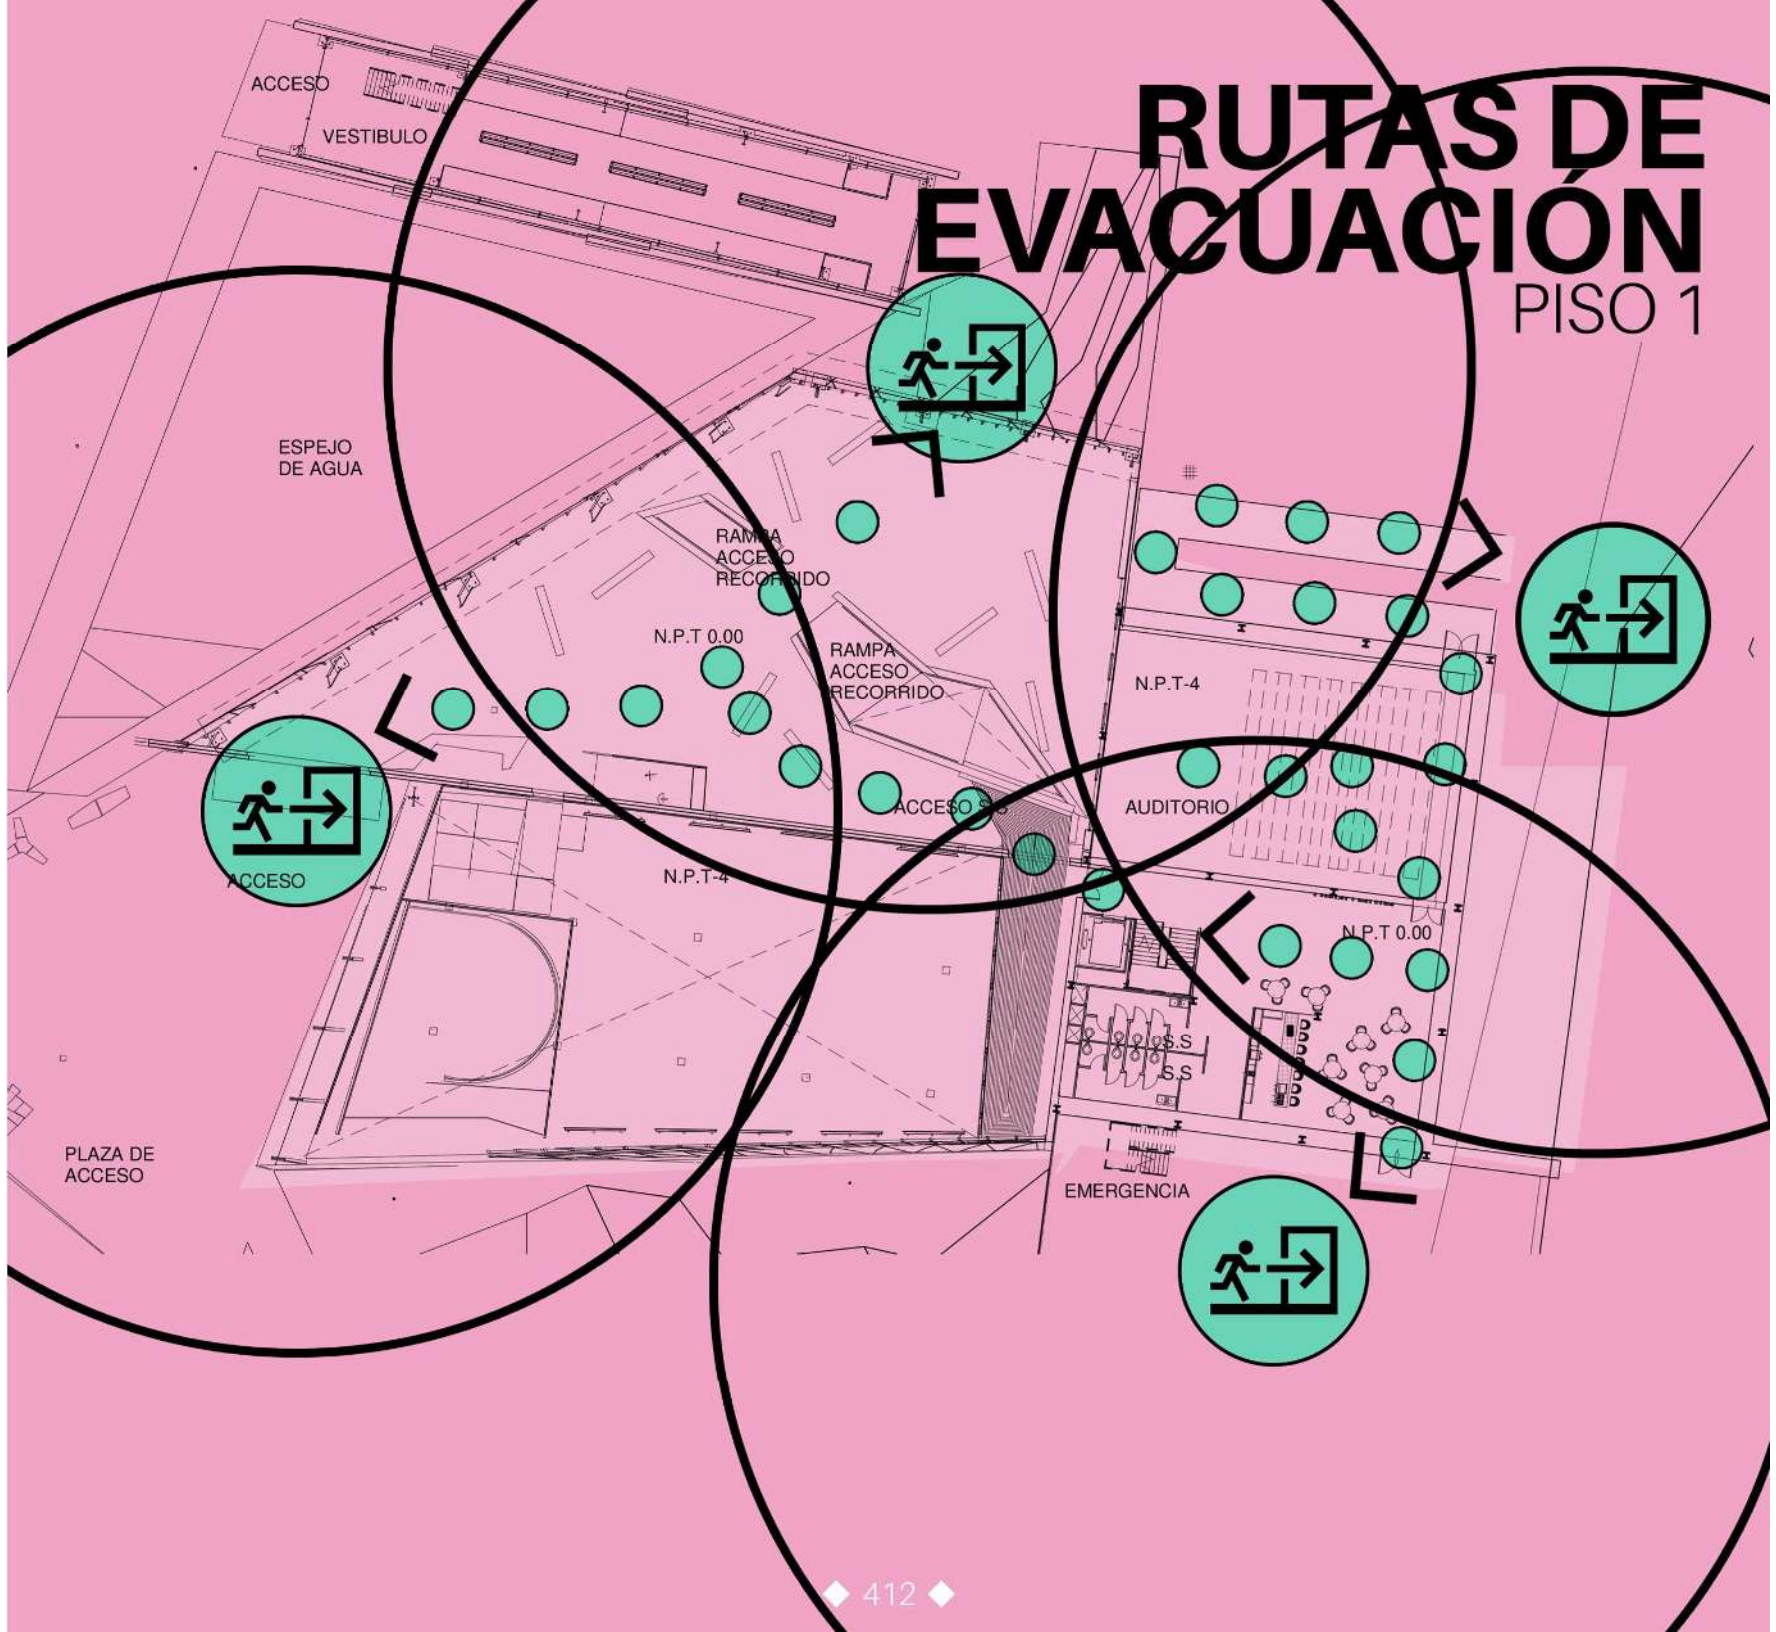 RUTAS DE
EVACUACIÓN
PISO 1
ACCESO
VESTIBULO
ESPEJO
DE AGUA
RAMPA
ACCESO
RECORRIDO
N.P.T 0.00
RAMPA
ACCESO
RECORRIDO
N.P.T-4
ACCESO S.S
AUDITORIO
ACCESO
N.P.T-4
N.P.T 0.00
S.S
S.S
PLAZA DE
ACCESO
EMERGENCIA
412